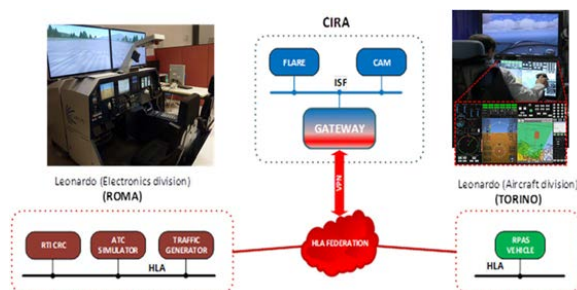 CIRA
FLARE
CAM
ISF
GATEWAY
VPN
Leonardo (Electronics division)
(ROMA)
Leonardo (Aircraft division)
(TORINO)
RTI CRC
ATC
SIMULATOR
TRAFFIC
GENERATOR
HLA
HLA FEDERATION
RPAS
VEHICLE
HLA